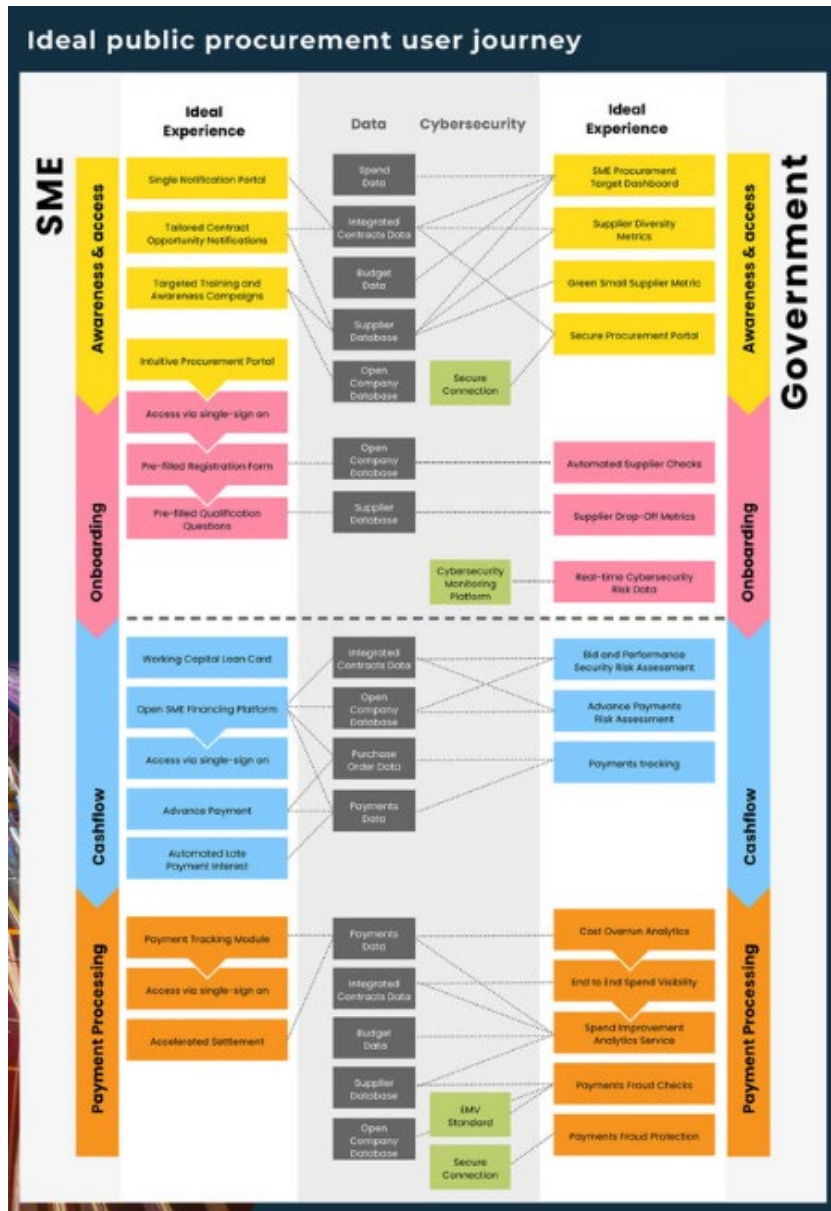 Ideal public procurement user journey
SME
Government
Ideal
Experience
Data
Cybersecurity
Ideal
Experience
Awareness & access
Single Notification Portal
Tailored Contract
Opportunity Notifications
Targeted Training and
Awareness Campaigns
Intuitive Procurement Portal
Spend
Data
Integrated
Contracts Data
Budget
Data
Supplier
Database
Open
Company
Database
Secure
Connection
SME Procurement
Target Dashboard
Supplier Diversity
Metrics
Green Small Supplier Metric
Secure Procurement Portal
Awareness & access
Onboarding
Access via single-sign on
Pre-filled Registration Form
Pre-filled Qualification
Questions
Open
Company
Database
Supplier
Database
Cybersecurity
Monitoring
Platform
Automated Supplier Checks
Supplier Drop-Off Metrics
Real-time Cybersecurity
Risk Data
Onboarding
Cashflow
Working Capital Loan Card
Open SME Financing Platform
Access via single-sign on
Advance Payment
Automated Late
Payment Interest
Integrated
Contracts Data
Open
Company
Database
Purchase
Order Data
Payments
Data
Bid and Performance
Security Risk Assessment
Advance Payments
Risk Assessment
Payments tracking
Cashflow
Payment Processing
Payment Tracking Module
Access via single-sign on
Accelerated Settlement
Payments
Data
Integrated
Contracts Data
Budget
Data
Supplier
Database
Open
Company
Database
EMV
Standard
Secure
Connection
Cost Overrun Analytics
End to End Spend Visibility
Spend Improvement
Analytics Service
Payments Fraud Checks
Payments Fraud Protection
Payment Processing